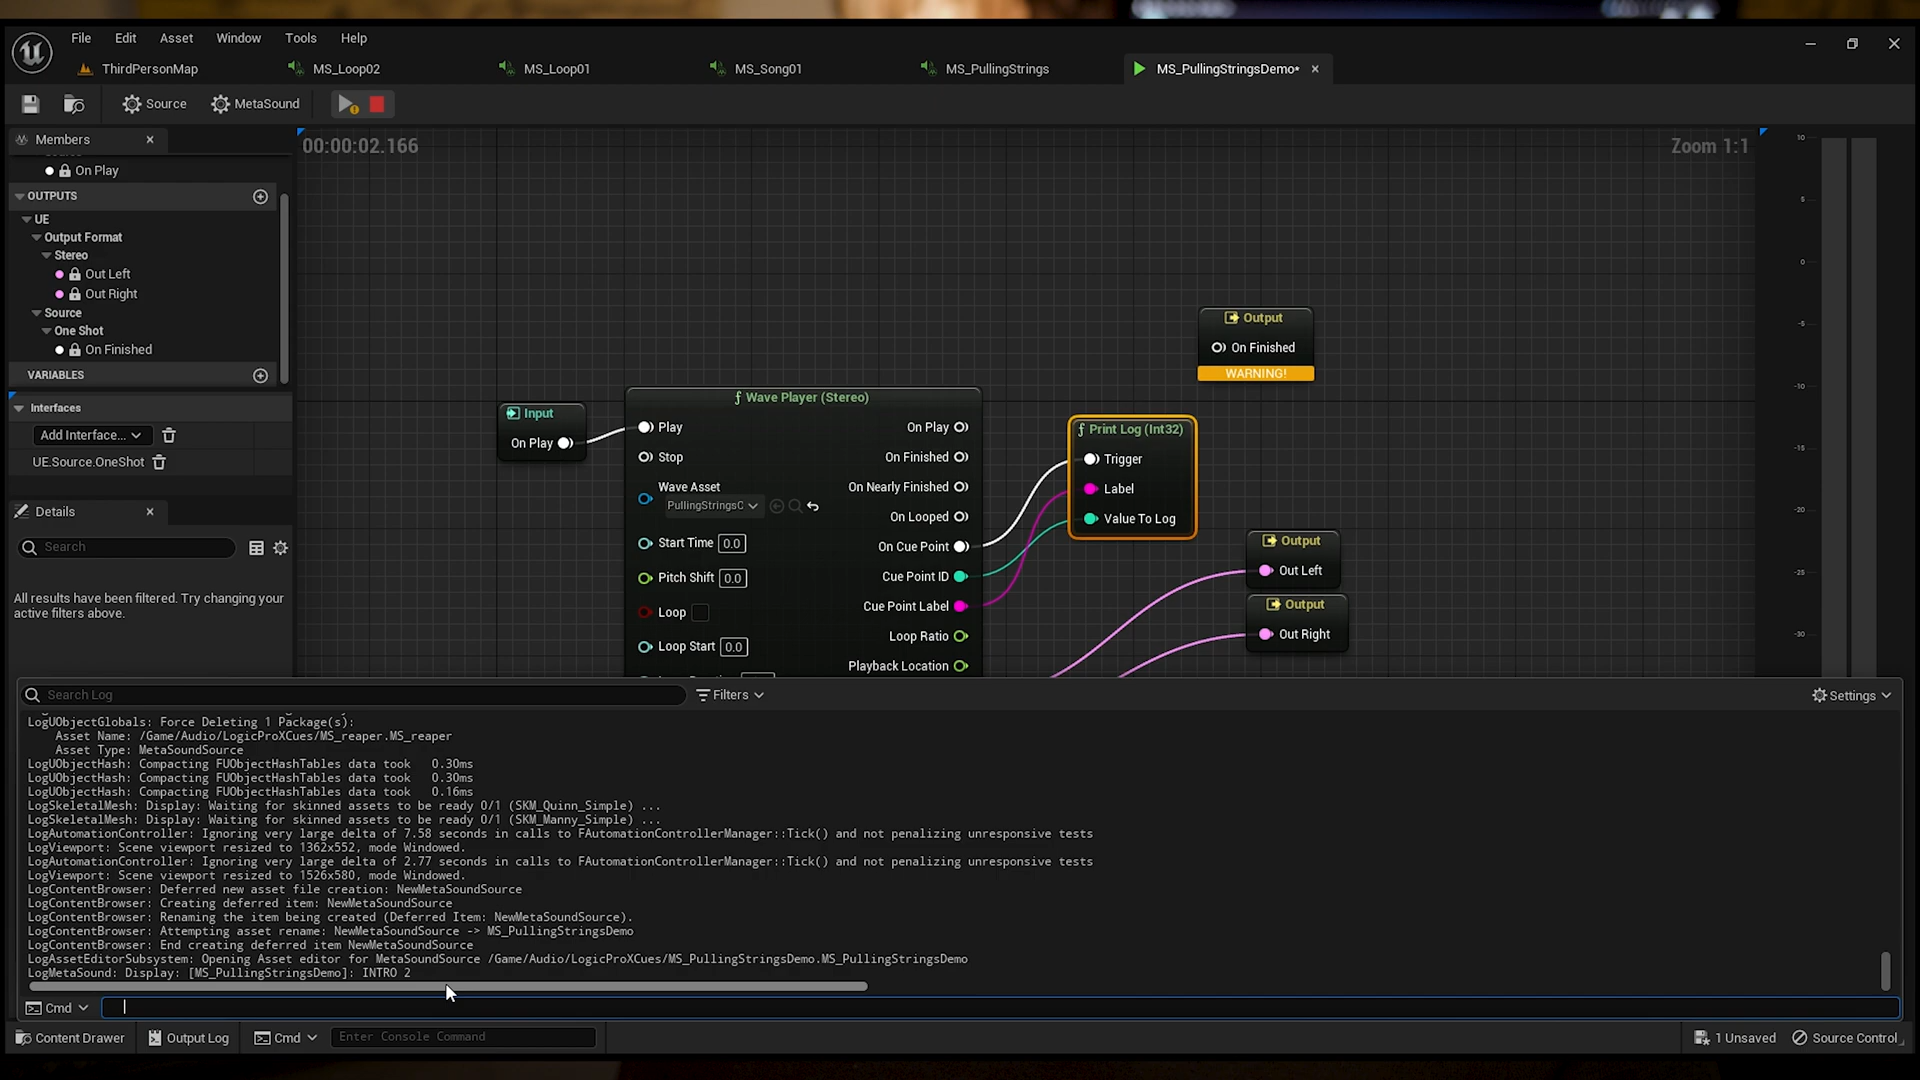 File Edit Asset Window Tools Help
ThirdPersonMap MS_Loop02 MS_Loop01 MS_Song01 MS_PullingStrings MS_PullingStringsDemo*
Source MetaSound
Members
00:00:02.166
Zoom 1:1
On Play
OUTPUTS
UE
Output Format
Stereo
Out Left
Out Right
Source
One Shot
On Finished
VARIABLES
Interfaces
Add Interface...
UE.Source.OneShot
Details
Search
All results have been filtered. Try changing your
active filters above.
Input
On Play
Wave Player (Stereo)
Play On Play
Stop On Finished
Wave Asset On Nearly Finished
PullingStringsC
On Looped
Start Time 0.0 On Cue Point
Pitch Shift 0.0 Cue Point ID
Loop Cue Point Label
Loop Ratio
Loop Start 0.0
Playback Location
Print Log (Int32)
Trigger
Label
Value To Log
Output
On Finished
WARNING!
Output
Out Left
Output
Out Right
10
5
0
-5
-10
-15
-20
-25
-30
Search Log Filters Settings
LogUObjectGlobals: Force Deleting 1 Package(s):
Asset Name: /Game/Audio/LogicProXCues/MS_reaper.MS_reaper
Asset Type: MetaSoundSource
LogUObjectHash: Compacting FUObjectHashTables data took 0.30ms
LogUObjectHash: Compacting FUObjectHashTables data took 0.30ms
LogUObjectHash: Compacting FUObjectHashTables data took 0.16ms
LogSkeletalMesh: Display: Waiting for skinned assets to be ready 0/1 (SKM_Quinn_Simple) ...
LogSkeletalMesh: Display: Waiting for skinned assets to be ready 0/1 (SKM_Manny_Simple) ...
LogAutomationController: Ignoring very large delta of 7.58 seconds in calls to FAutomationControllerManager::Tick() and not penalizing unresponsive tests
LogViewport: Scene viewport resized to 1362x552, mode Windowed.
LogAutomationController: Ignoring very large delta of 2.77 seconds in calls to FAutomationControllerManager::Tick() and not penalizing unresponsive tests
LogViewport: Scene viewport resized to 1526x580, mode Windowed.
LogContentBrowser: Deferred new asset file creation: NewMetaSoundSource
LogContentBrowser: Creating deferred item: NewMetaSoundSource
LogContentBrowser: Renaming the item being created (Deferred Item: NewMetaSoundSource).
LogContentBrowser: Attempting asset rename: NewMetaSoundSource -> MS_PullingStringsDemo
LogContentBrowser: End creating deferred item NewMetaSoundSource
LogAssetEditorSubsystem: Opening Asset editor for MetaSoundSource /Game/Audio/LogicProXCues/MS_PullingStringsDemo.MS_PullingStringsDemo
LogMetaSound: Display: [MS_PullingStringsDemo]: INTRO 2
Cmd
Content Drawer Output Log Cmd Enter Console Command 1 Unsaved Source Control